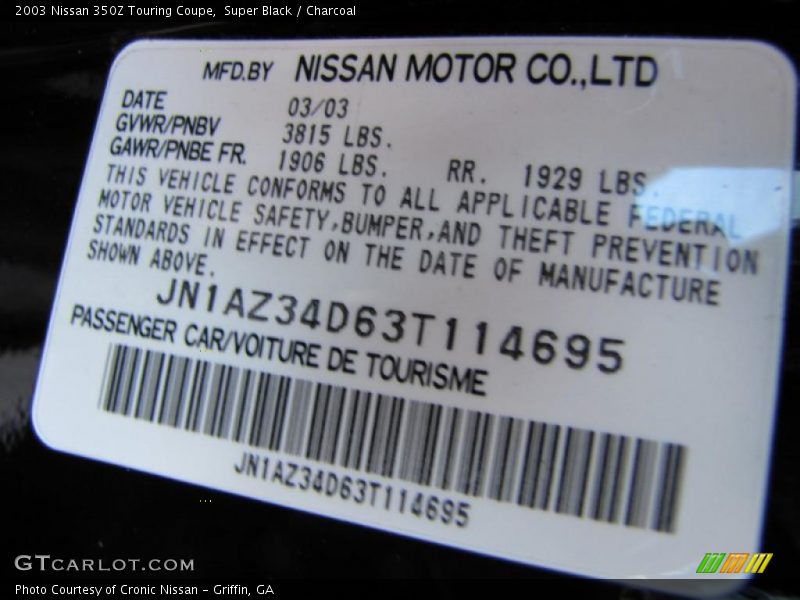 2003 Nissan 350Z Touring Coupe,  Super Black / Charcoal
MFD.BY NISSAN MOTOR CO.,LTD
DATE 03/03
GVWR/PNBV 3815 LBS.
GAWR/PNBE FR. 1906 LBS. RR. 1929 LBS.
THIS VEHICLE CONFORMS TO ALL APPLICABLE FEDERAL
MOTOR VEHICLE SAFETY,BUMPER,AND THEFT PREVENTION
STANDARDS IN EFFECT ON THE DATE OF MANUFACTURE
SHOWN ABOVE.
JN1AZ34D63T114695
PASSENGER CAR/VOITURE DE TOURISME
JN1AZ34D63T114695
GTCARLOT.COM
Photo Courtesy of Cronic Nissan - Griffin, GA